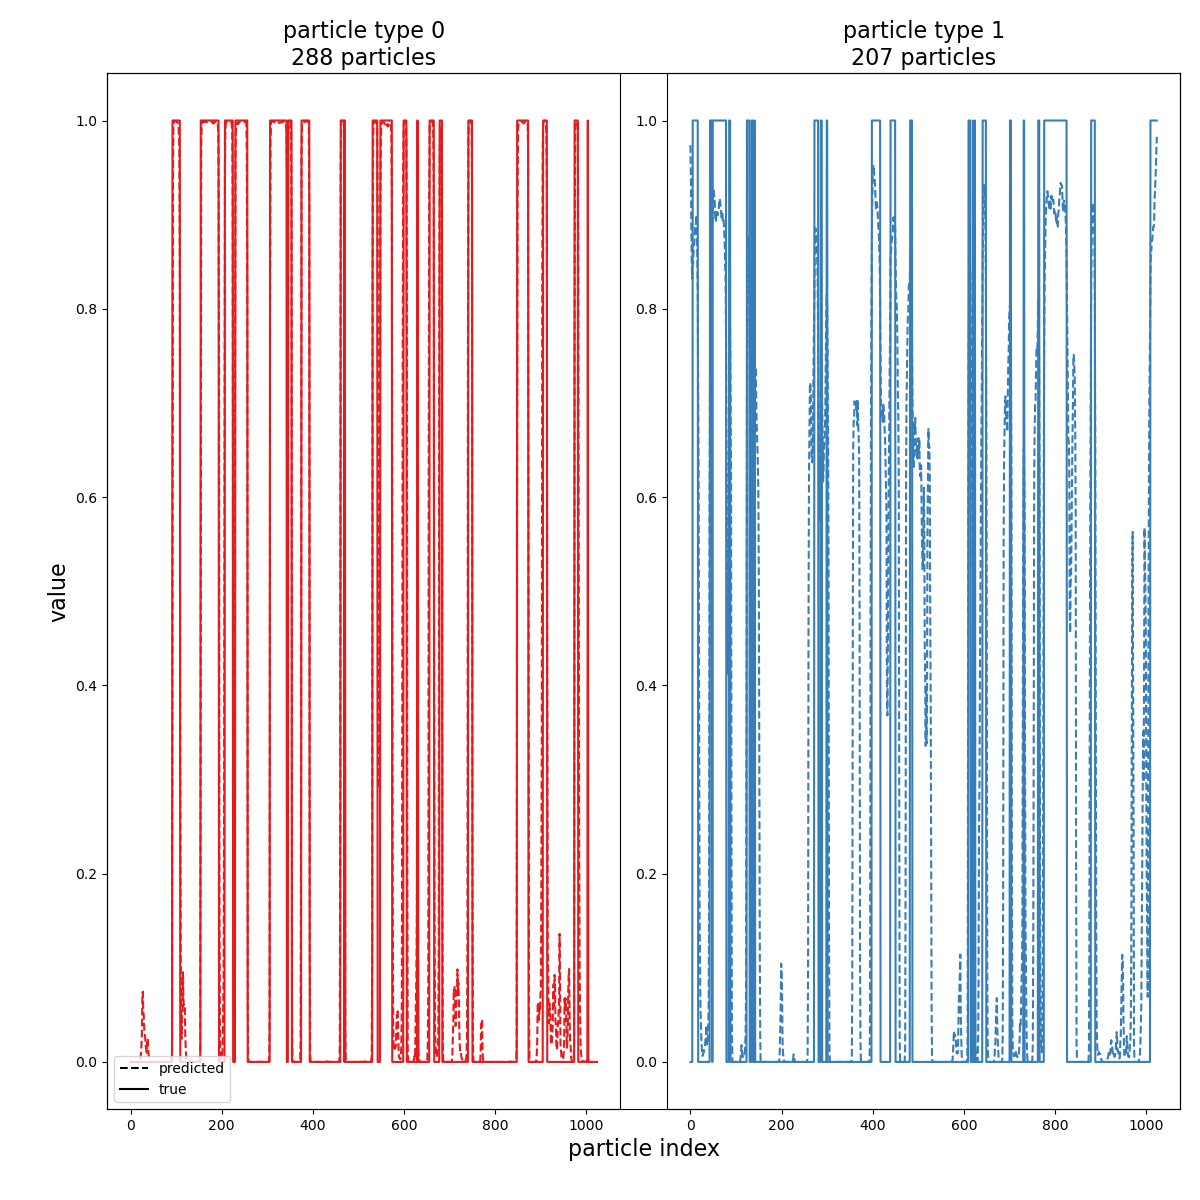 particle type 0
288 particles
particle type 1
207 particles
1.0
0.8
0.6
0.4
0.2
0.0
1.0
0.8
0.6
0.4
0.2
0.0
value
predicted
true
0 200 400 600 800 1000
0 200 400 600 800 1000
particle index